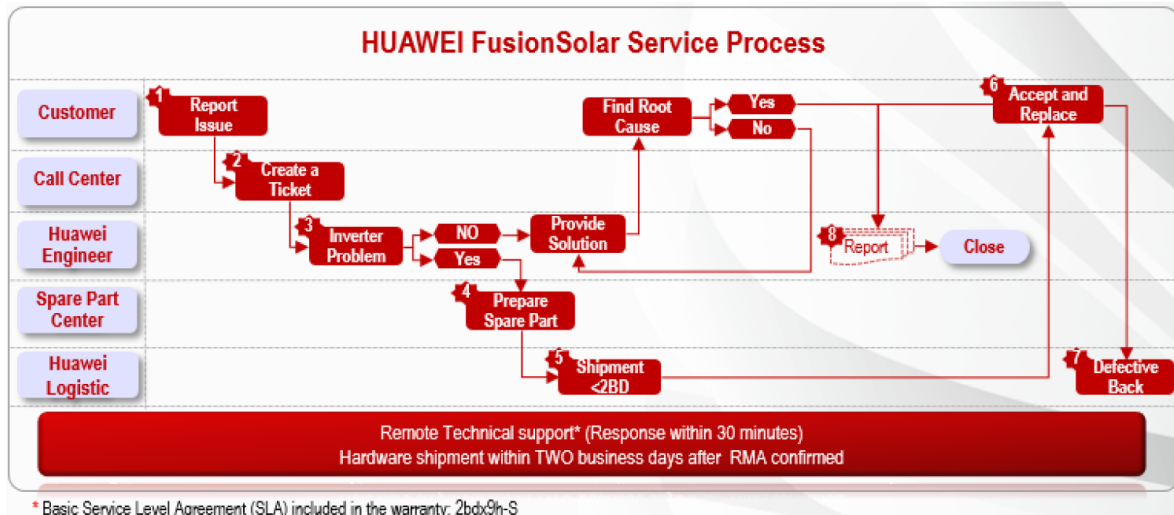 HUAWEI FusionSolar Service Process
Customer
1
Report
Issue
Find Root
Cause
Yes
No
6
Accept and
Replace
Call Center
2
Create a
Ticket
Huawei
Engineer
3
Inverter
Problem
NO
Yes
Provide
Solution
8
Report
Close
Spare Part
Center
4
Prepare
Spare Part
Huawei
Logistic
5
Shipment
<2BD
7
Defective
Back
Remote Technical support* (Response within 30 minutes)
Hardware shipment within TWO business days after RMA confirmed
* Basic Service Level Agreement (SLA) included in the warranty: 2bdx9h-S